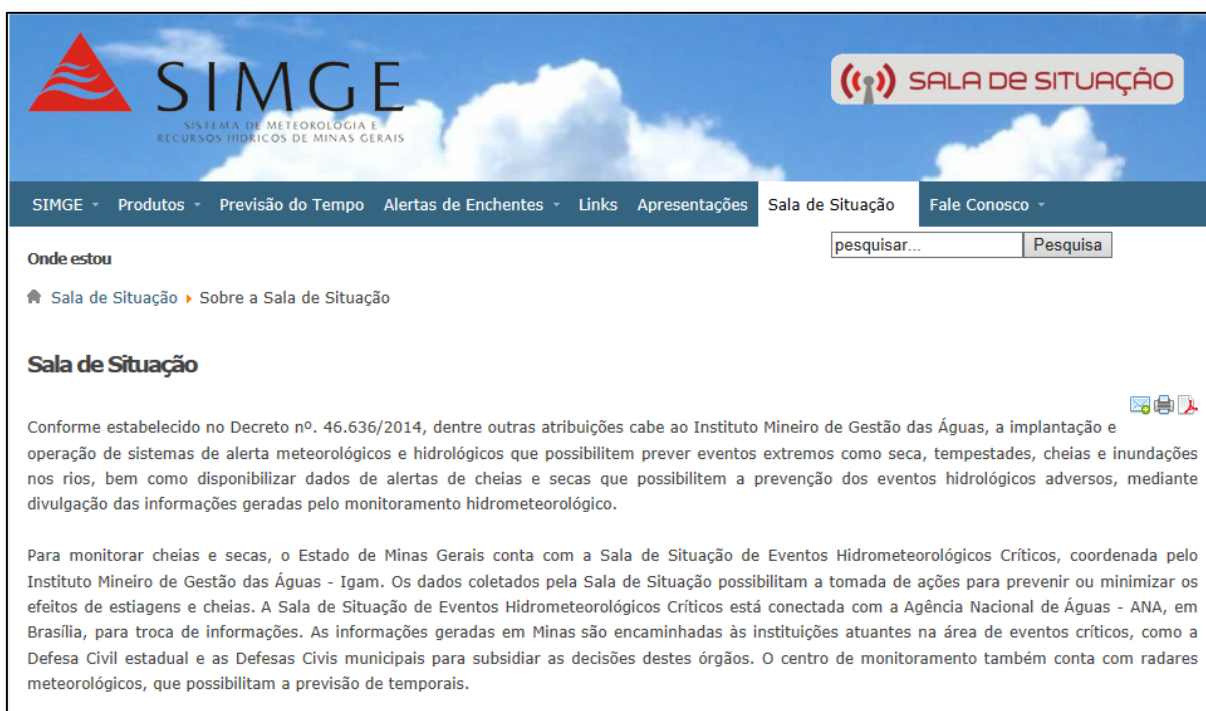 SIMGE
SISTEMA DE METEOROLOGIA E
RECURSOS HIDRICOS DE MINAS GERAIS
SALA DE SITUAÇÃO
SIMGE Produtos Previsão do Tempo Alertas de Enchentes Links Apresentações Sala de Situação Fale Conosco
pesquisar... Pesquisa
Onde estou
Sala de Situação Sobre a Sala de Situação
Sala de Situação
Conforme estabelecido no Decreto nº. 46.636/2014, dentre outras atribuições cabe ao Instituto Mineiro de Gestão das Águas, a implantação e
operação de sistemas de alerta meteorológicos e hidrológicos que possibilitem prever eventos extremos como seca, tempestades, cheias e inundações
nos rios, bem como disponibilizar dados de alertas de cheias e secas que possibilitem a prevenção dos eventos hidrológicos adversos, mediante
divulgação das informações geradas pelo monitoramento hidrometeorológico.
Para monitorar cheias e secas, o Estado de Minas Gerais conta com a Sala de Situação de Eventos Hidrometeorológicos Críticos, coordenada pelo
Instituto Mineiro de Gestão das Águas - Igam. Os dados coletados pela Sala de Situação possibilitam a tomada de ações para prevenir ou minimizar os
efeitos de estiagens e cheias. A Sala de Situação de Eventos Hidrometeorológicos Críticos está conectada com a Agência Nacional de Águas - ANA, em
Brasília, para troca de informações. As informações geradas em Minas são encaminhadas às instituições atuantes na área de eventos críticos, como a
Defesa Civil estadual e as Defesas Civis municipais para subsidiar as decisões destes órgãos. O centro de monitoramento também conta com radares
meteorológicos, que possibilitam a previsão de temporais.